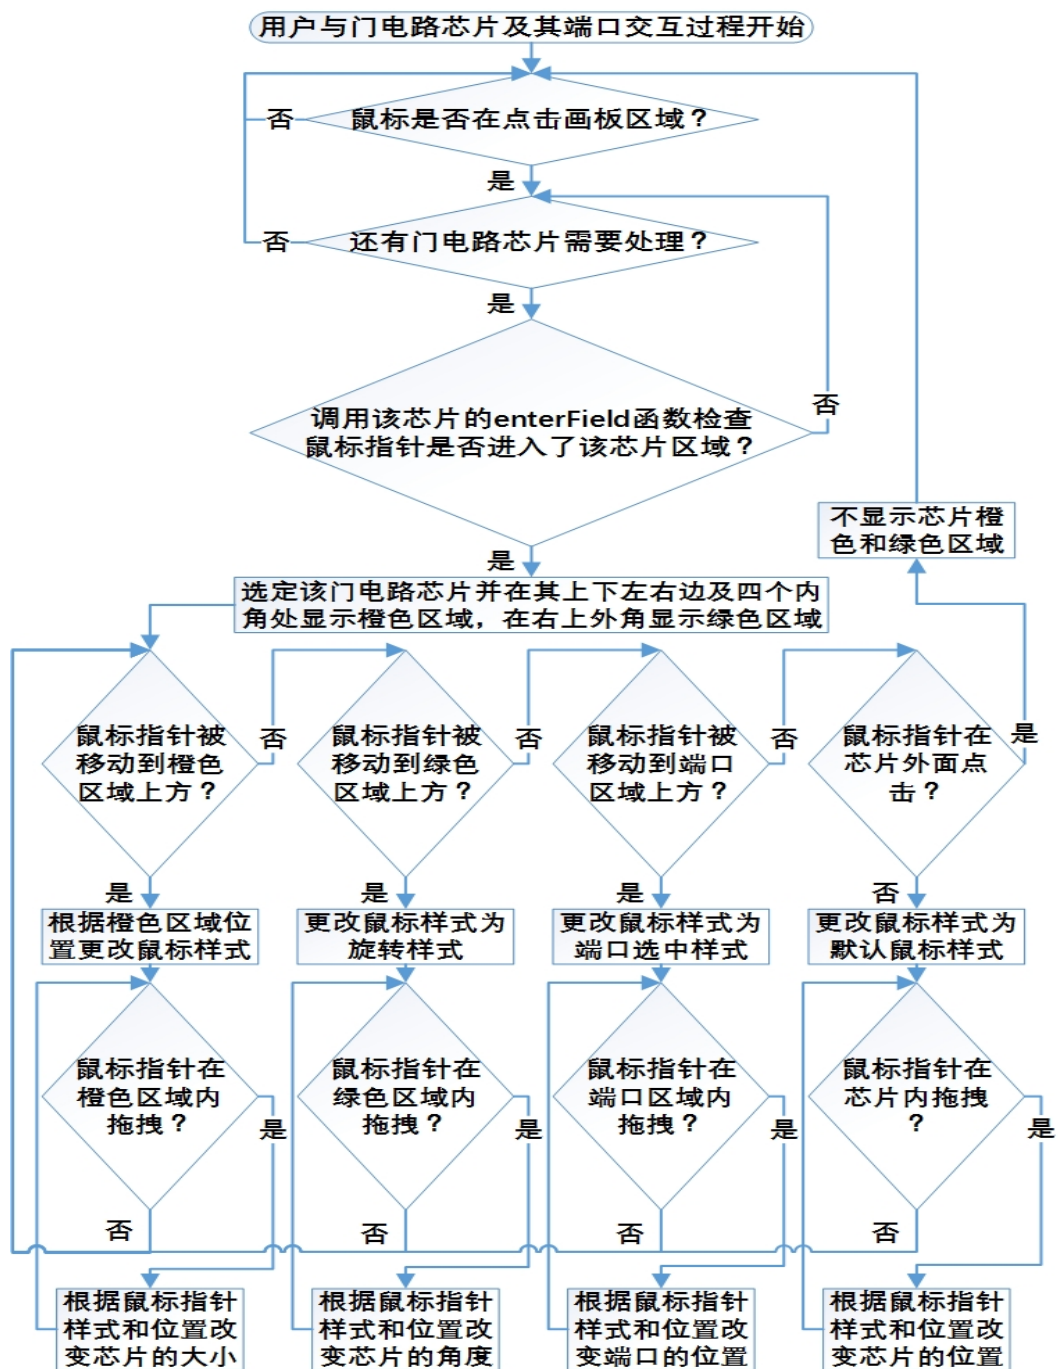 用户与门电路芯片及其端口交互过程开始
鼠标是否在点击画板区域？
否
是
还有门电路芯片需要处理？
否
是
调用该芯片的enterField函数检查
鼠标指针是否进入了该芯片区域？
否
是
不显示芯片橙
色和绿色区域
选定该门电路芯片并在其上下左右边及四个内
角处显示橙色区域，在右上外角显示绿色区域
鼠标指针被
移动到橙色
区域上方？
否
鼠标指针被
移动到绿色
区域上方？
否
鼠标指针被
移动到端口
区域上方？
否
鼠标指针在
芯片外面点
击？
是
是
是
是
否
根据橙色区域位
置更改鼠标样式
更改鼠标样式为
旋转样式
更改鼠标样式为
端口选中样式
更改鼠标样式为
默认鼠标样式
鼠标指针在
橙色区域内
拖拽？
是
鼠标指针在
绿色区域内
拖拽？
是
鼠标指针在
端口区域内
拖拽？
是
鼠标指针在
芯片内拖拽
？
是
否
否
否
否
根据鼠标指针
样式和位置改
变芯片的大小
根据鼠标指针
样式和位置改
变芯片的角度
根据鼠标指针
样式和位置改
变端口的位置
根据鼠标指针
样式和位置改
变芯片的位置